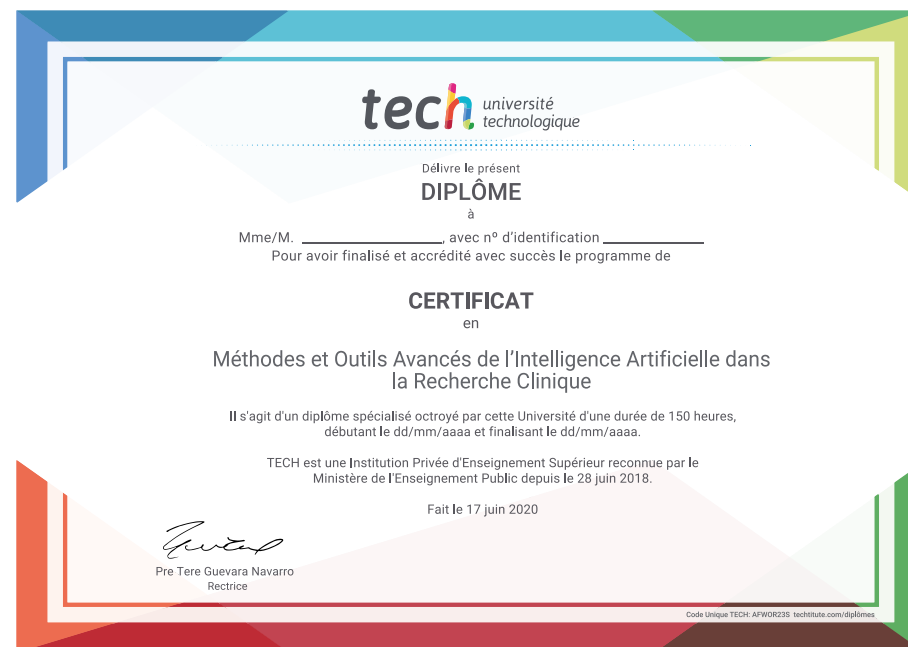 tech université
technologique
Délivre le présent
DIPLÔME
à
Mme/M. ____________________, avec nº d'identification ______________
Pour avoir finalisé et accrédité avec succès le programme de
CERTIFICAT
en
Méthodes et Outils Avancés de l'Intelligence Artificielle dans
la Recherche Clinique
Il s'agit d'un diplôme spécialisé octroyé par cette Université d'une durée de 150 heures,
débutant le dd/mm/aaaa et finalisant le dd/mm/aaaa.
TECH est une Institution Privée d'Enseignement Supérieur reconnue par le
Ministère de l'Enseignement Public depuis le 28 juin 2018.
Fait le 17 juin 2020
Pre Tere Guevara Navarro
Rectrice
Code Unique TECH: AFWOR23S techtitute.com/diplômes